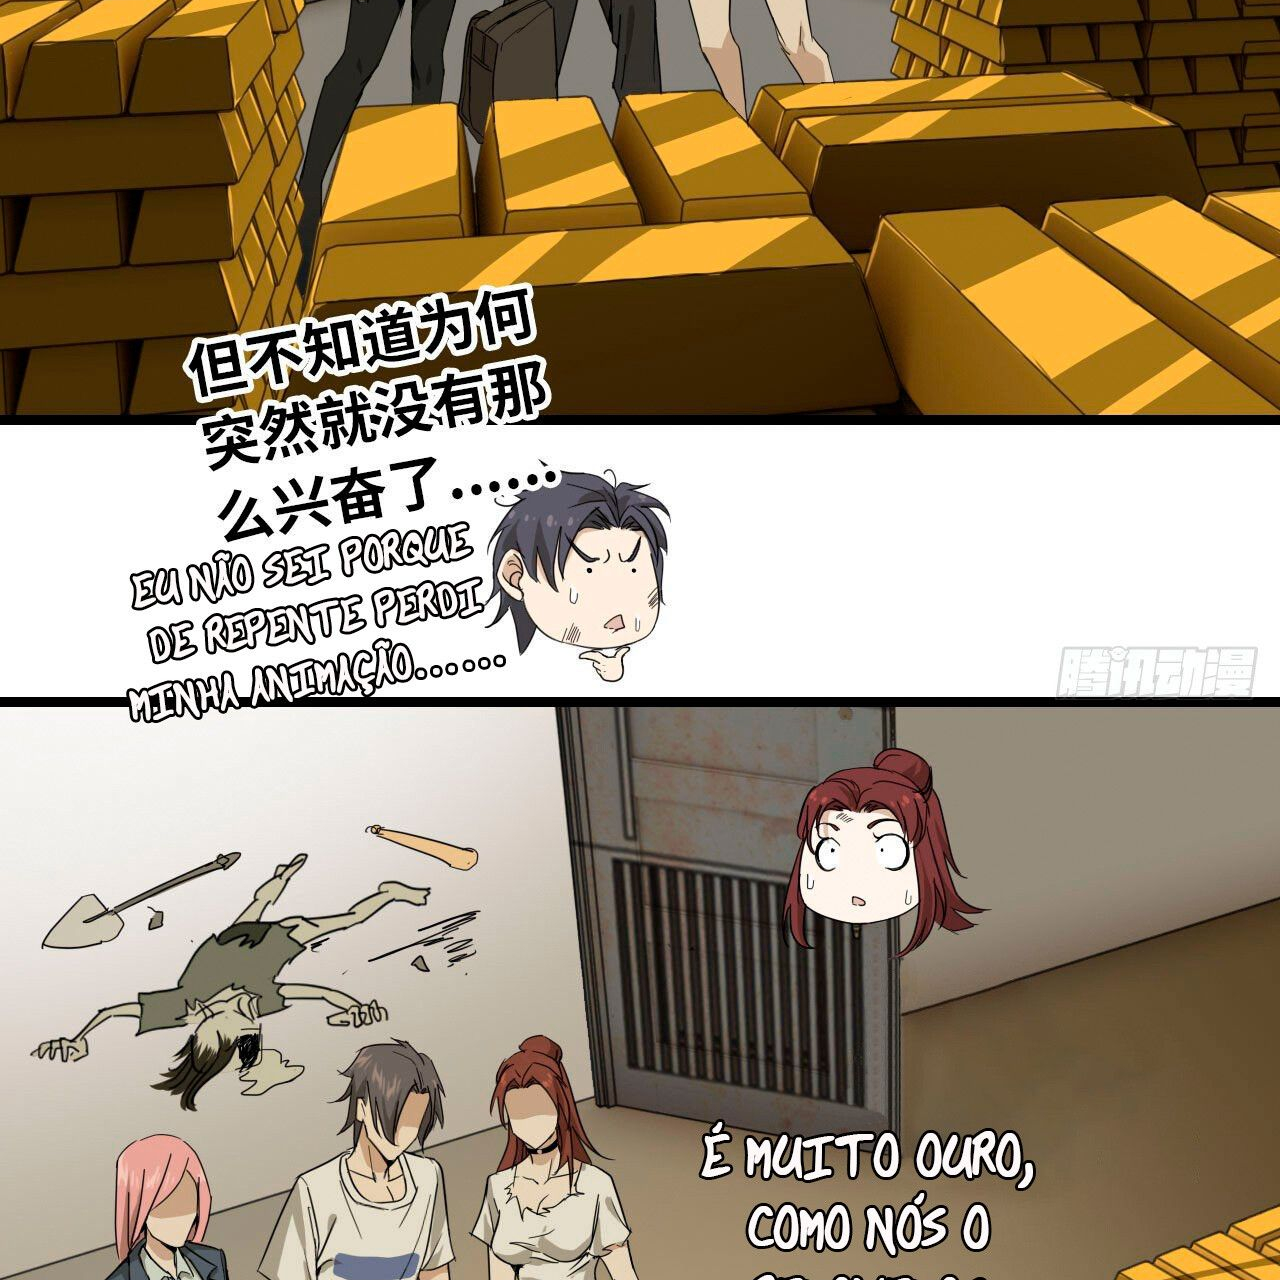 但不知道为何
突然就没有那
么兴奋了……
EU NÃO SEI PORQUE
DE REPENTE PERDI
MINHA ANIMAÇÃO......
腾讯动漫
É MUITO OURO,
COMO NÓS O